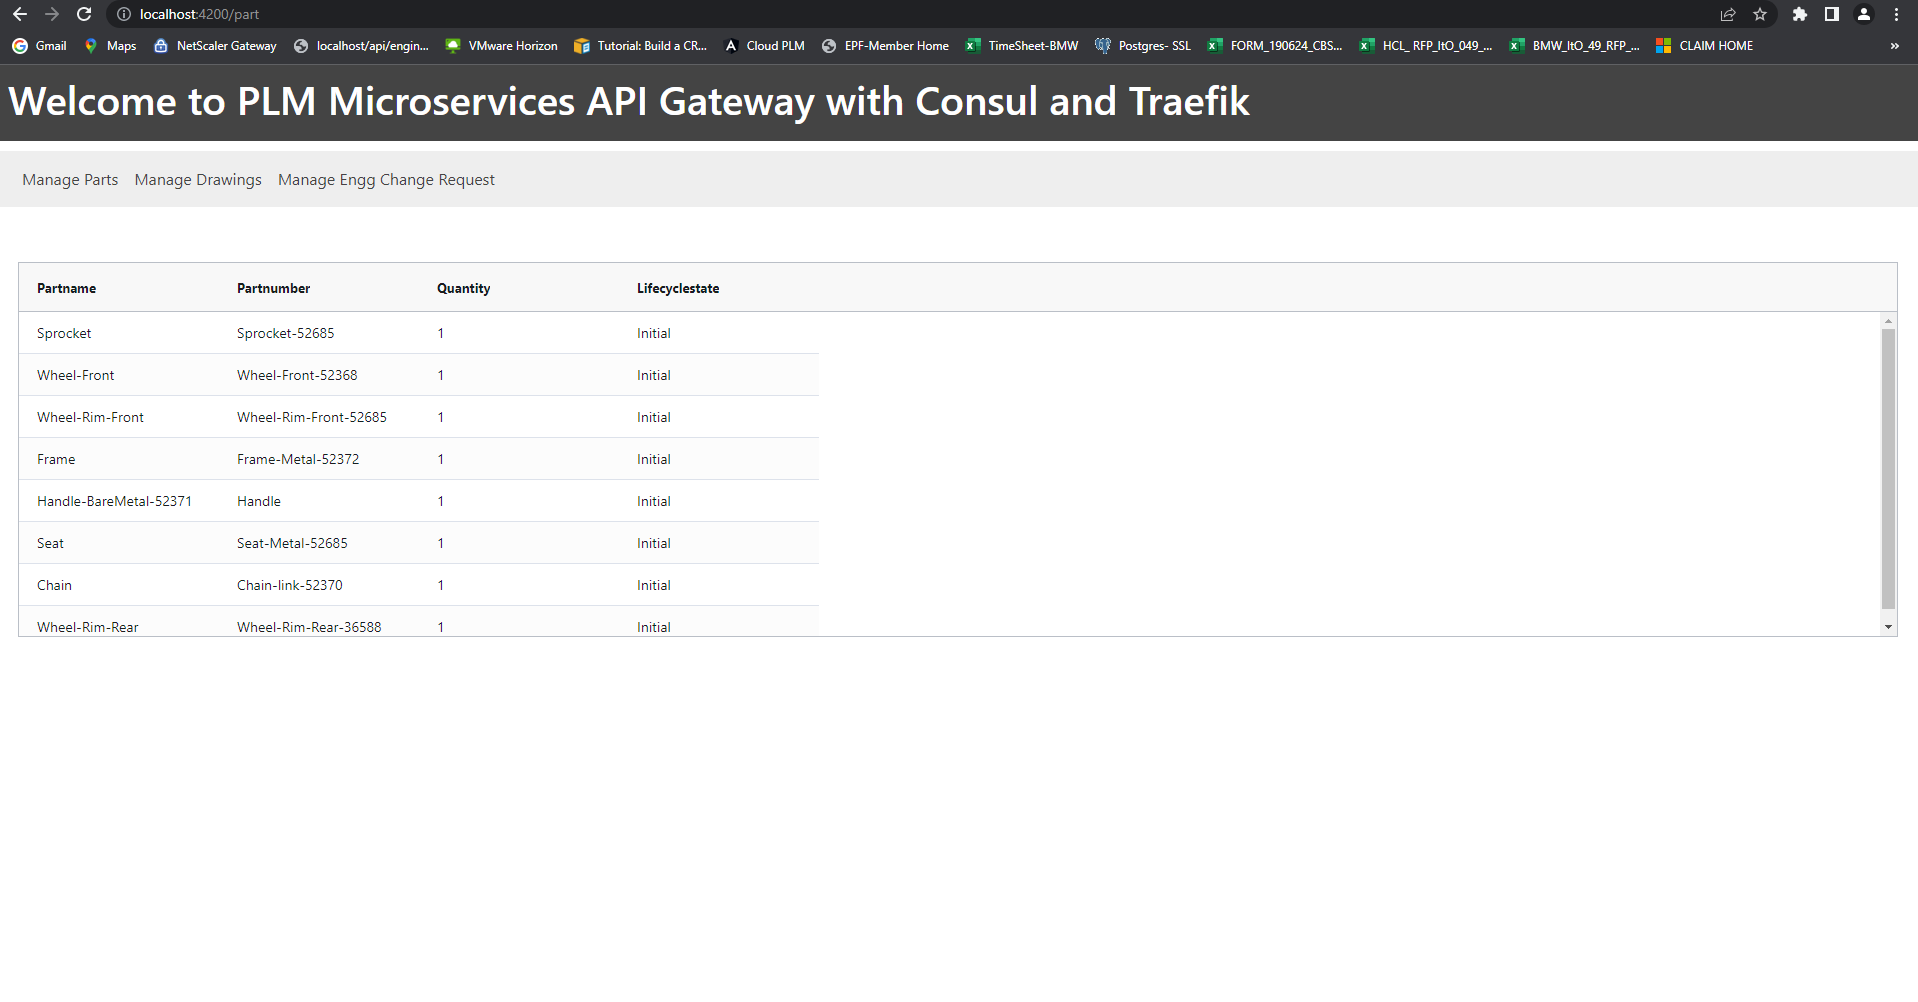 localhost:4200/part
Gmail Maps NetScaler Gateway localhost/api/engin... VMware Horizon Tutorial: Build a CR... Cloud PLM EPF-Member Home TimeSheet-BMW Postgres- SSL FORM_190624_CBS... HCL_ RFP_ItO_049_... BMW_ItO_49_RFP_... CLAIM HOME »
Welcome to PLM Microservices API Gateway with Consul and Traefik
Manage Parts Manage Drawings Manage Engg Change Request
Partname Partnumber Quantity Lifecyclestate
Sprocket Sprocket-52685 1 Initial
Wheel-Front Wheel-Front-52368 1 Initial
Wheel-Rim-Front Wheel-Rim-Front-52685 1 Initial
Frame Frame-Metal-52372 1 Initial
Handle-BareMetal-52371 Handle 1 Initial
Seat Seat-Metal-52685 1 Initial
Chain Chain-link-52370 1 Initial
Wheel-Rim-Rear Wheel-Rim-Rear-36588 1 Initial